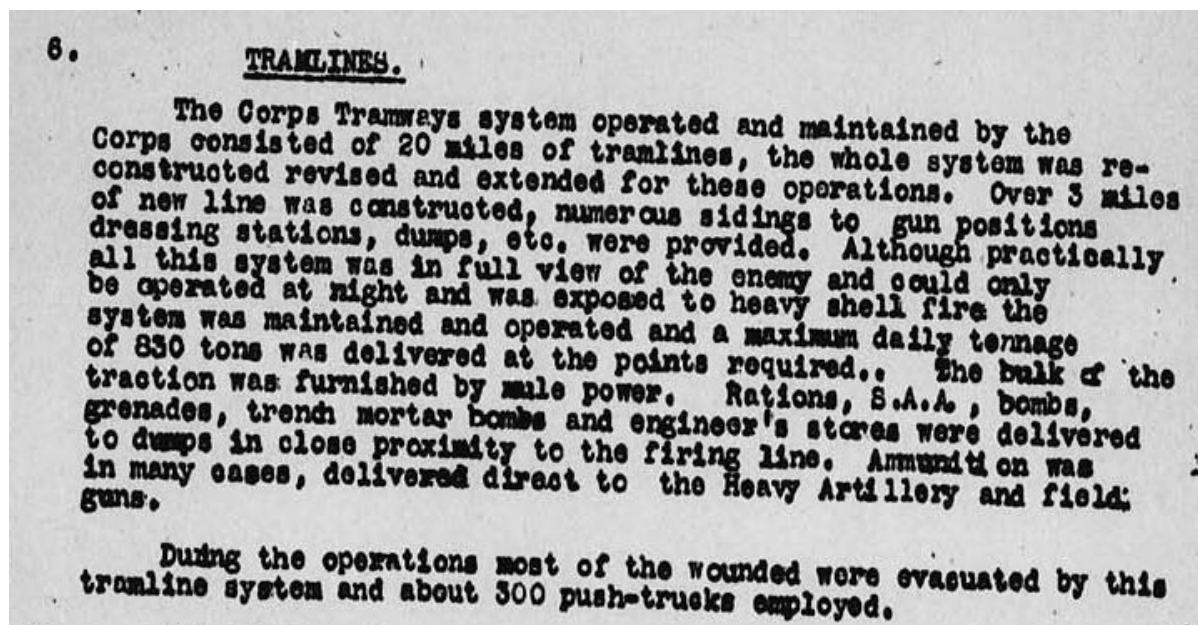 6.
TRAMLINES.
The Corps Tramways system operated and maintained by the
Corps consisted of 20 miles of tramlines, the whole system was re-
constructed revised and extended for these operations. Over 3 miles
of new line was constructed, numerous sidings to gun positions
dressing stations, dumps, etc. were provided. Although practically
all this system was in full view of the enemy and could only
be operated at night and was exposed to heavy shell fire the
system was maintained and operated and a maximum daily tonnage
of 830 tons was delivered at the points required.. The bulk of the
traction was furnished by mule power. Rations, S.A.A, bombs,
grenades, trench mortar bombs and engineer's stores were delivered
to dumps in close proximity to the firing line. Ammunition was
in many cases, delivered direct to the Heavy Artillery and field
guns.
During the operations most of the wounded were evacuated by this
tramline system and about 300 push-trucks employed.